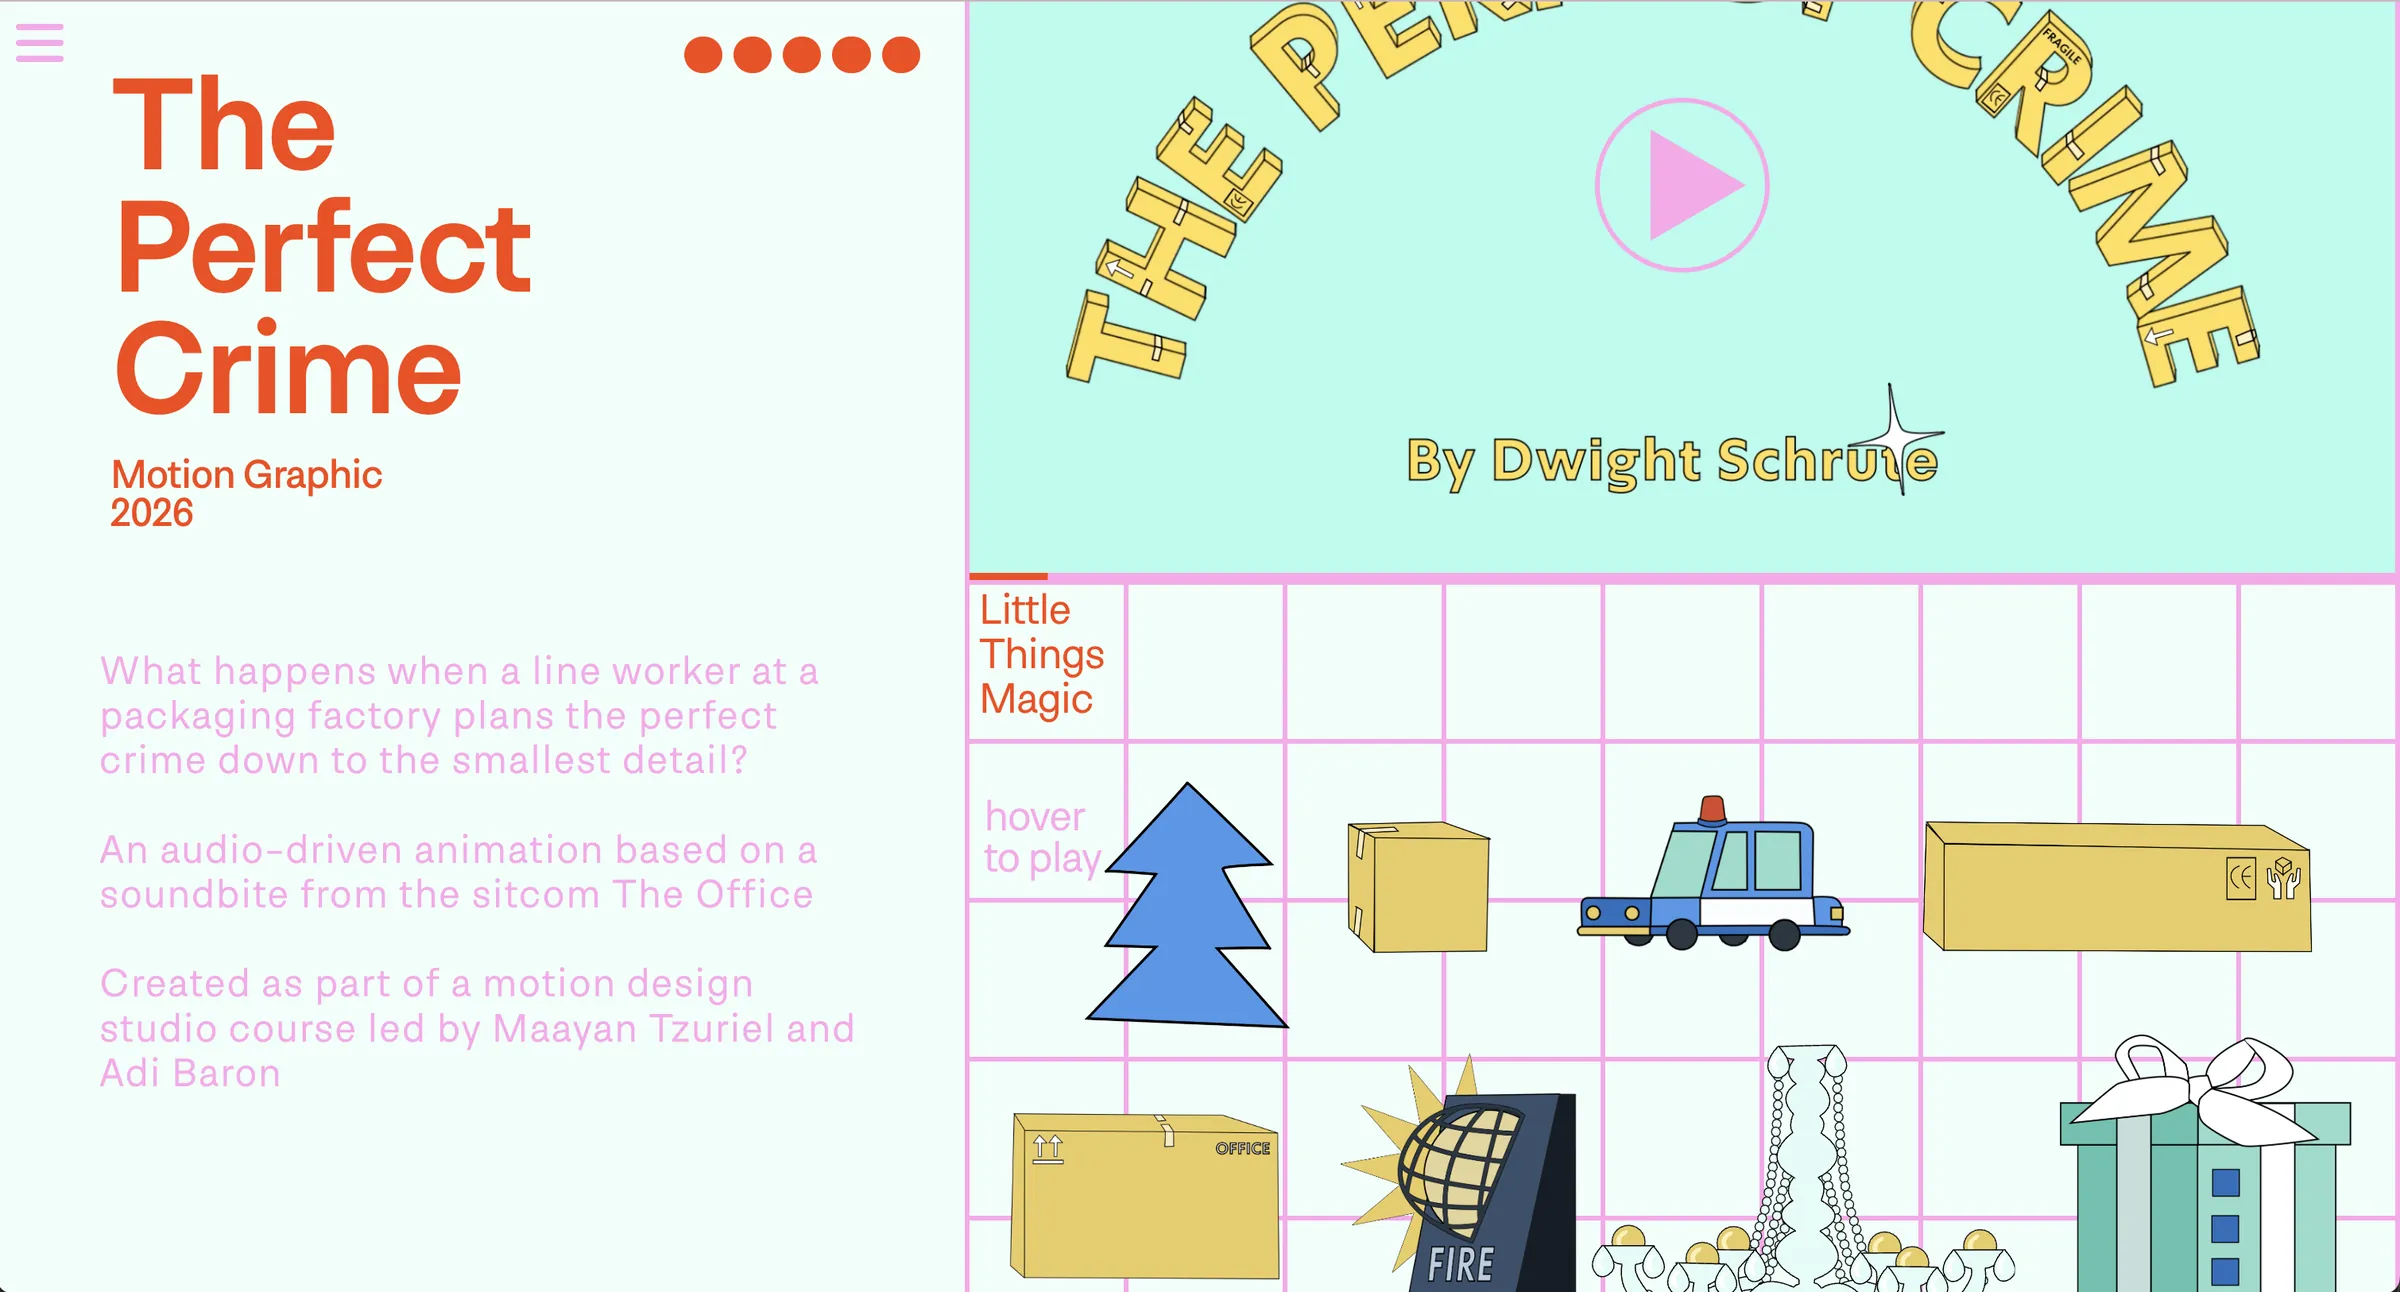 The
Perfect
Crime
Motion Graphic
2026
What happens when a line worker at a
packaging factory plans the perfect
crime down to the smallest detail?
An audio-driven animation based on a
soundbite from the sitcom The Office
Created as part of a motion design
studio course led by Maayan Tzuriel and
Adi Baron
THE PERFECT CRIME
FRAGILE
CE
By Dwight Schrute
Little
Things
Magic
hover
to play
CE
OFFICE
FIRE